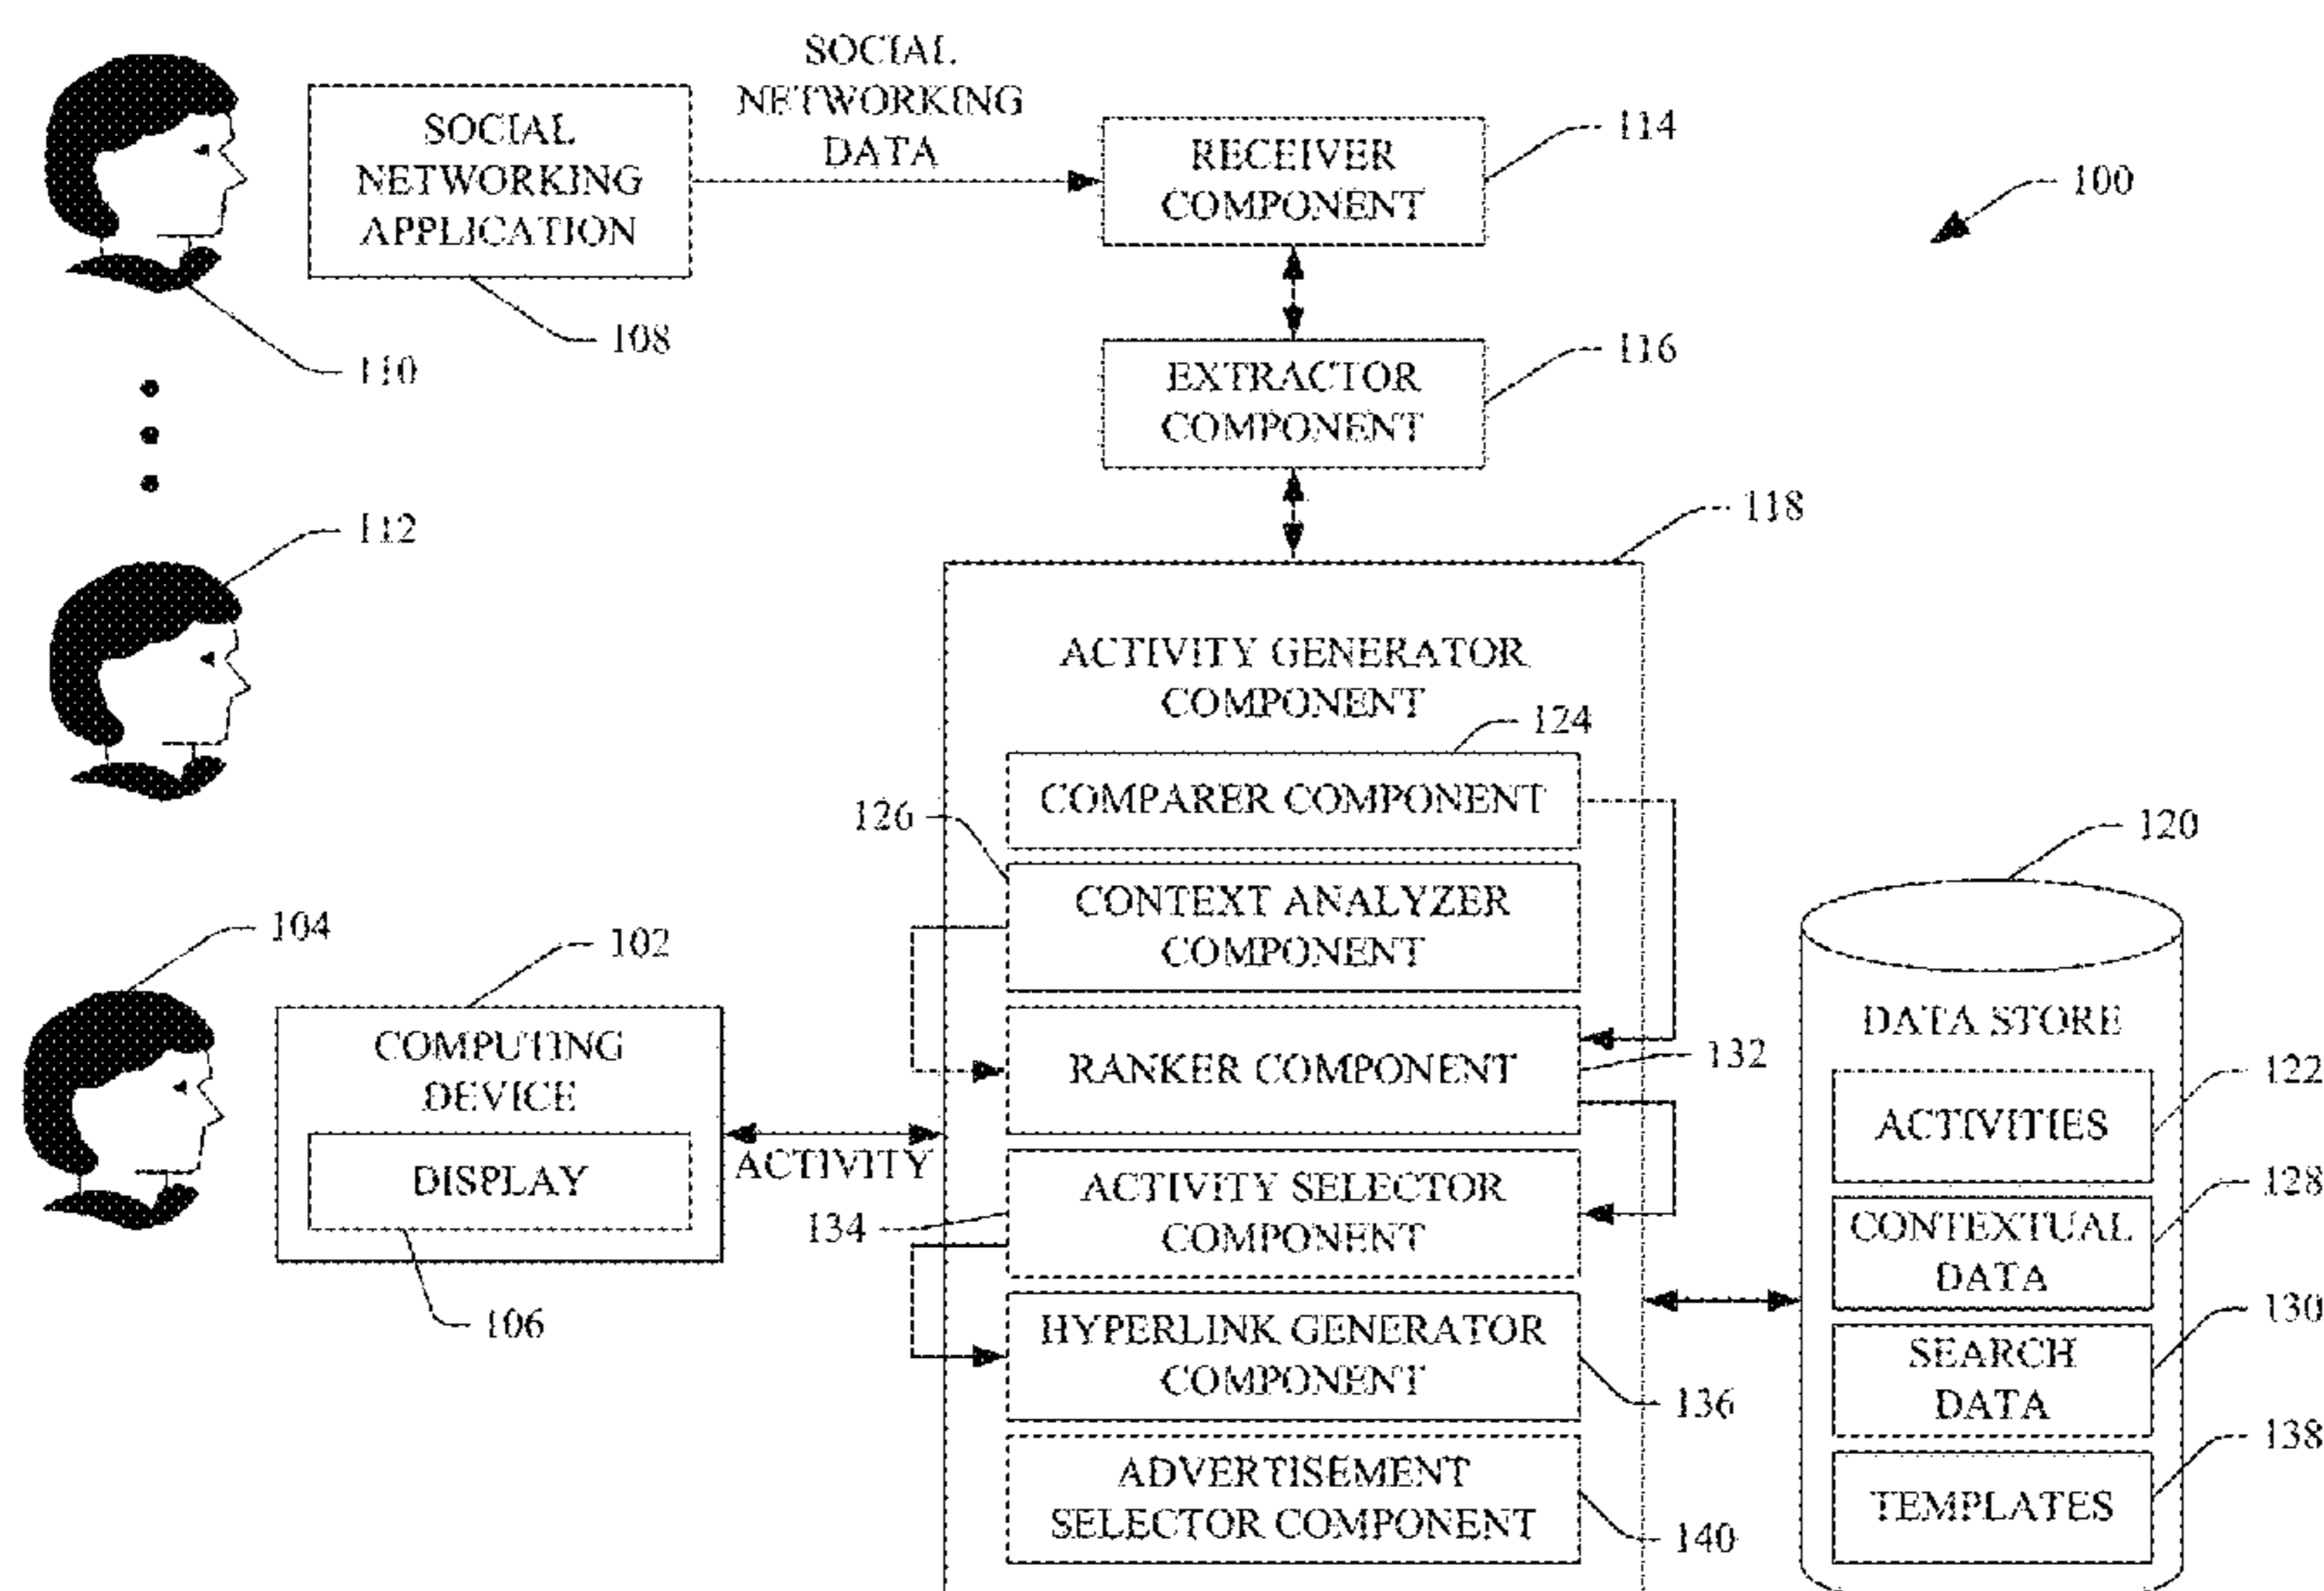 SOCIAL
NETWORKING
DATA
SOCIAL
NETWORKING
APPLICATION
108
110
RECEIVER
COMPONENT
114
100
EXTRACTOR
COMPONENT
116
112
118
ACTIVITY GENERATOR
COMPONENT
124
COMPARER COMPONENT
126
CONTEXT ANALYZER
COMPONENT
RANKER COMPONENT
132
ACTIVITY SELECTOR
COMPONENT
134
HYPERLINK GENERATOR
COMPONENT
136
ADVERTISEMENT
SELECTOR COMPONENT
140
104
102
COMPUTING
DEVICE
DISPLAY
106
ACTIVITY
120
DATA STORE
ACTIVITIES
122
CONTEXTUAL
DATA
128
SEARCH
DATA
130
TEMPLATES
138